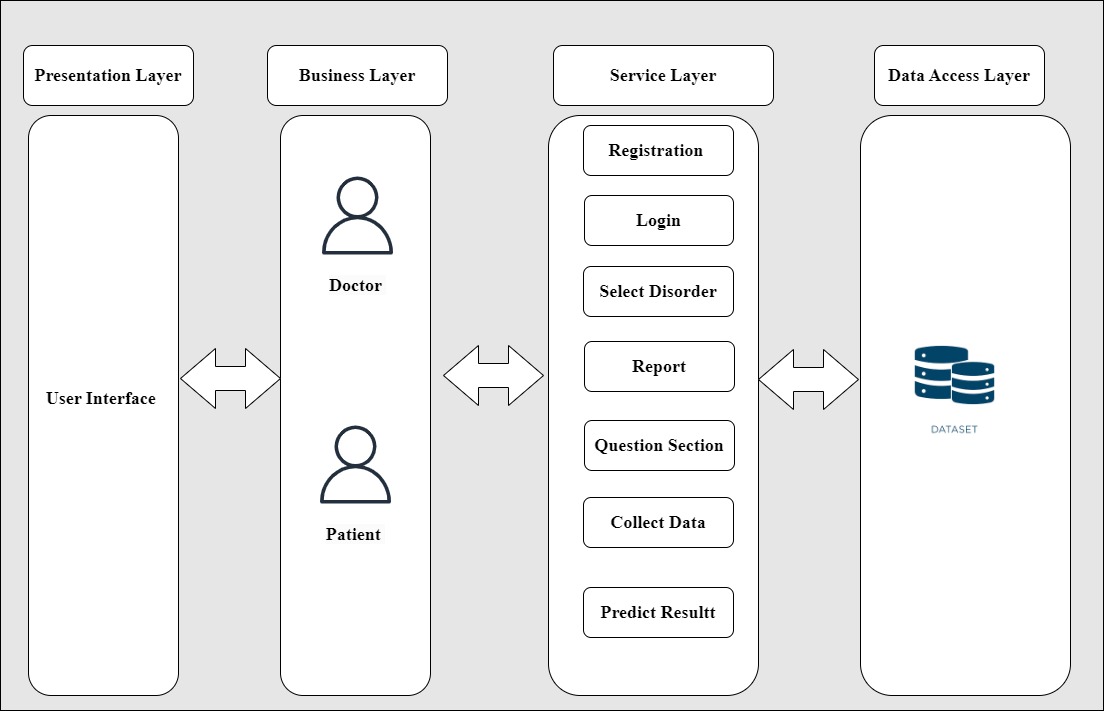 Presentation Layer
Business Layer
Service Layer
Data Access Layer
User Interface
Doctor
Patient
Registration
Login
Select Disorder
Report
Question Section
Collect Data
Predict Resultt
DATASET